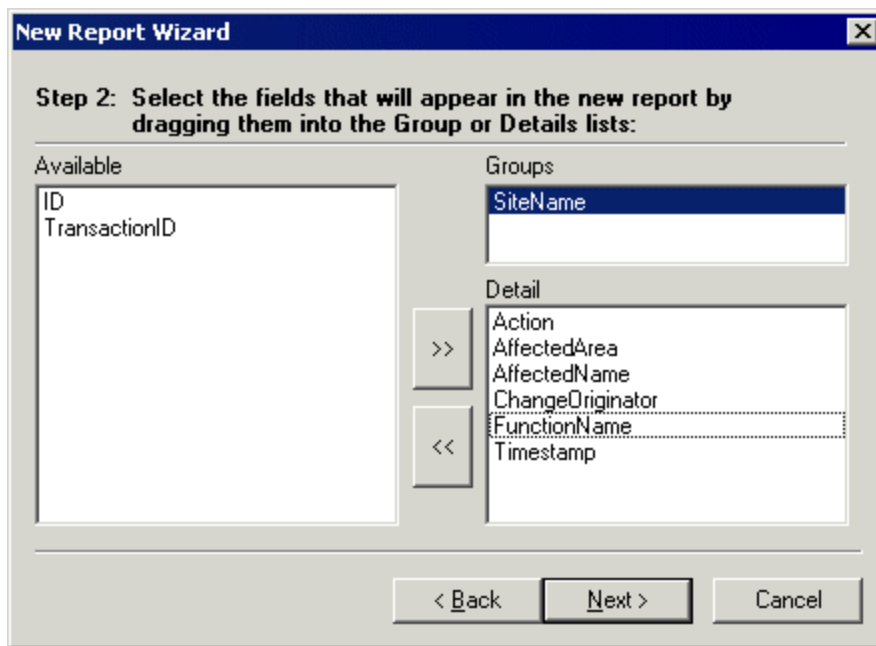 New Report Wizard
Step 2: Select the fields that will appear in the new report by
dragging them into the Group or Details lists:
Available
ID
TransactionID
>>
<<
Groups
SiteName
Detail
Action
AffectedArea
AffectedName
ChangeOriginator
FunctionName
Timestamp
< Back
Next >
Cancel